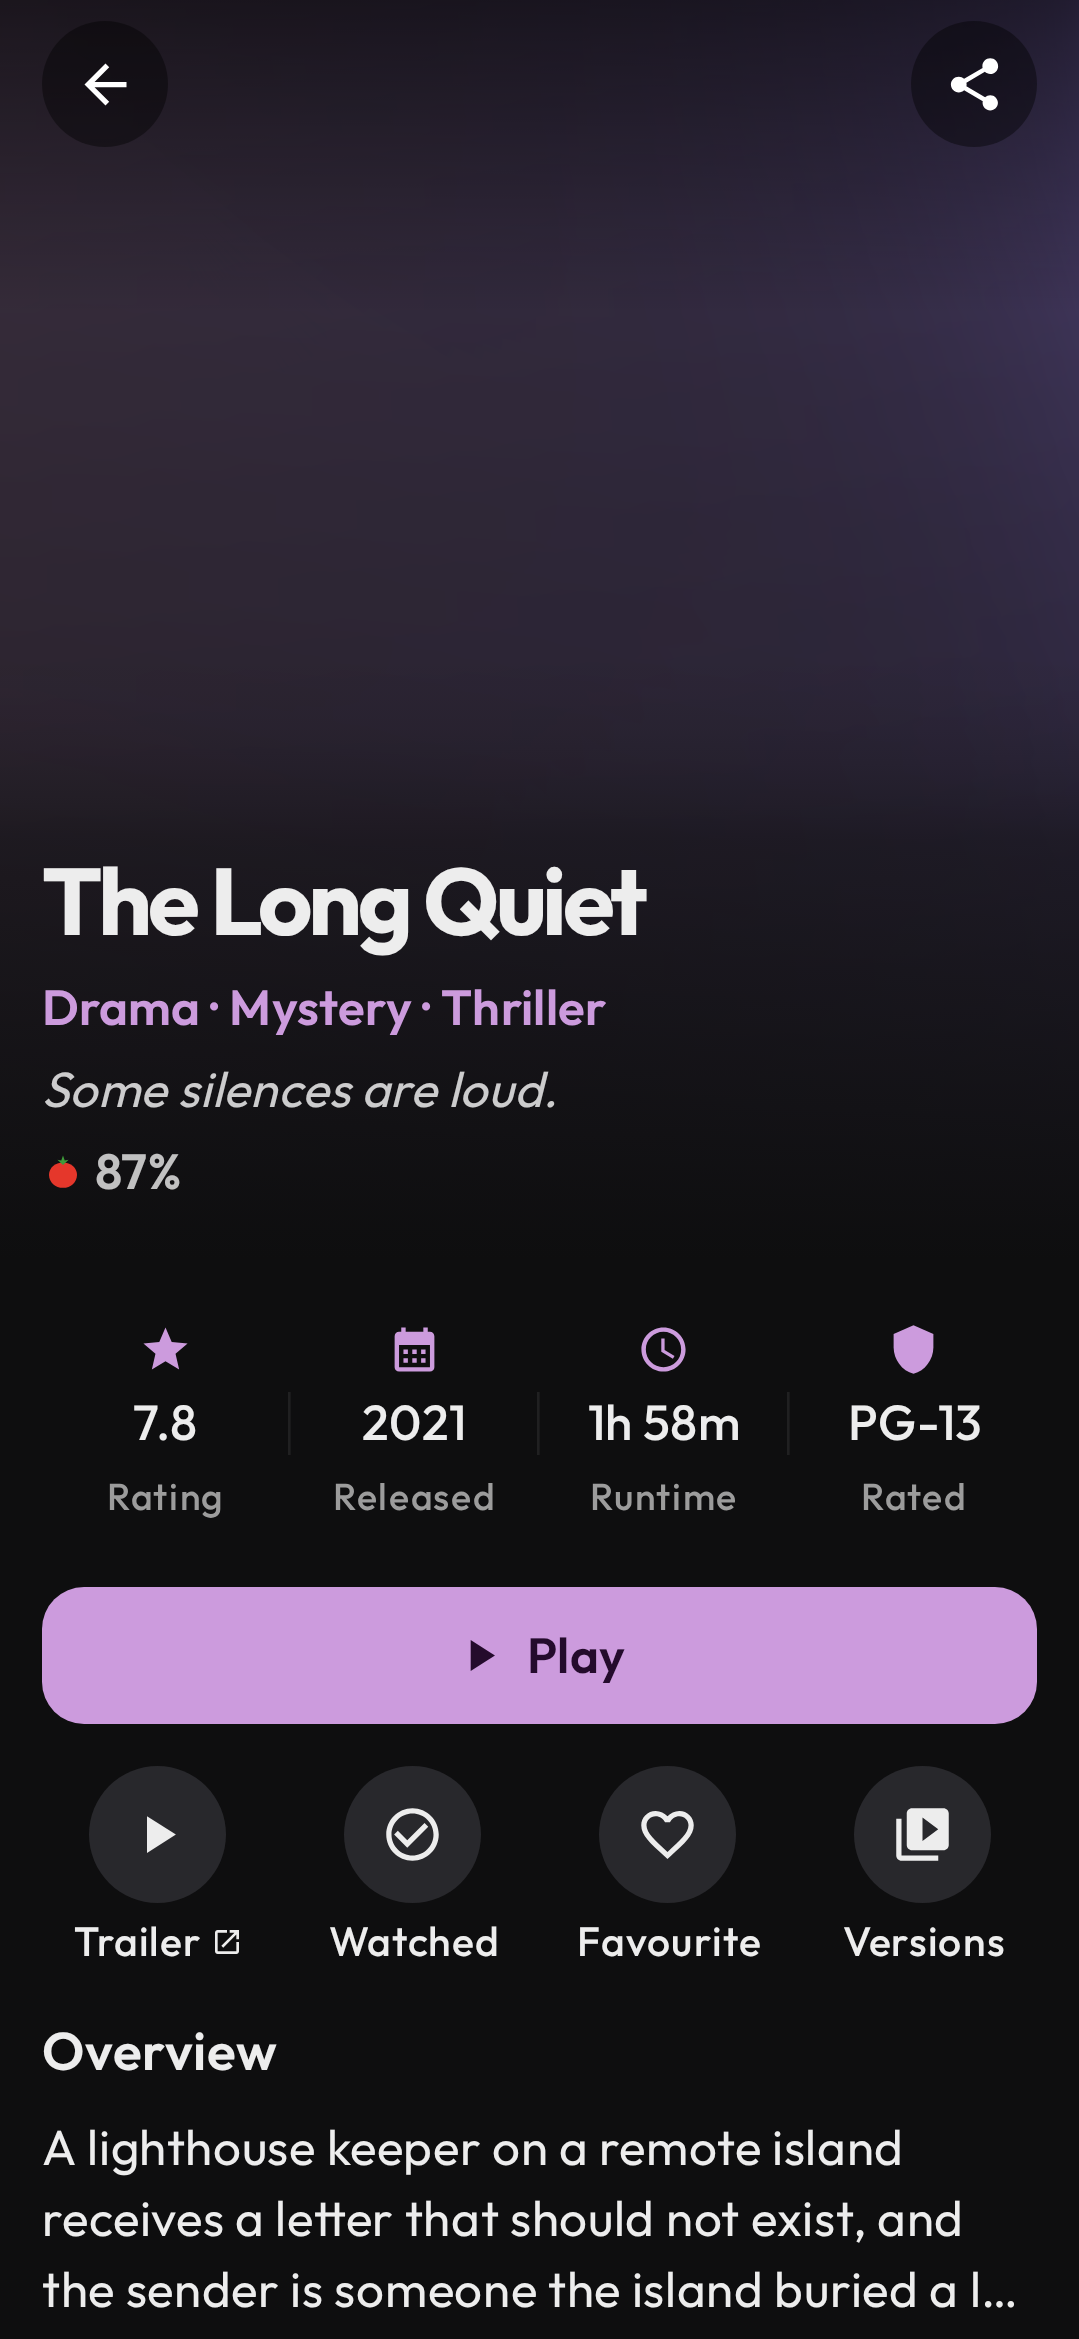 The Long Quiet
Drama · Mystery · Thriller
Some silences are loud.
87%
7.8
2021
1h 58m
PG-13
Rating
Released
Runtime
Rated
Play
Trailer
Watched
Favourite
Versions
Overview
A lighthouse keeper on a remote island
receives a letter that should not exist, and
the sender is someone the island buried a l...